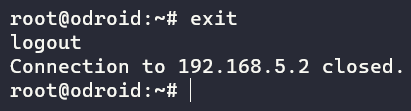 root@odroid:~# exit
logout
Connection to 192.168.5.2 closed.
root@odroid:~#